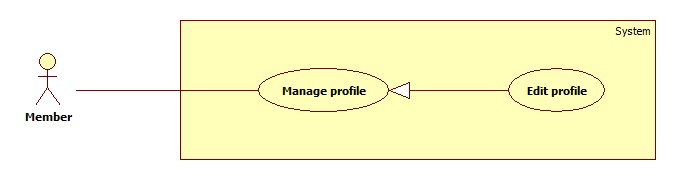 System
Manage profile
Edit profile
Member